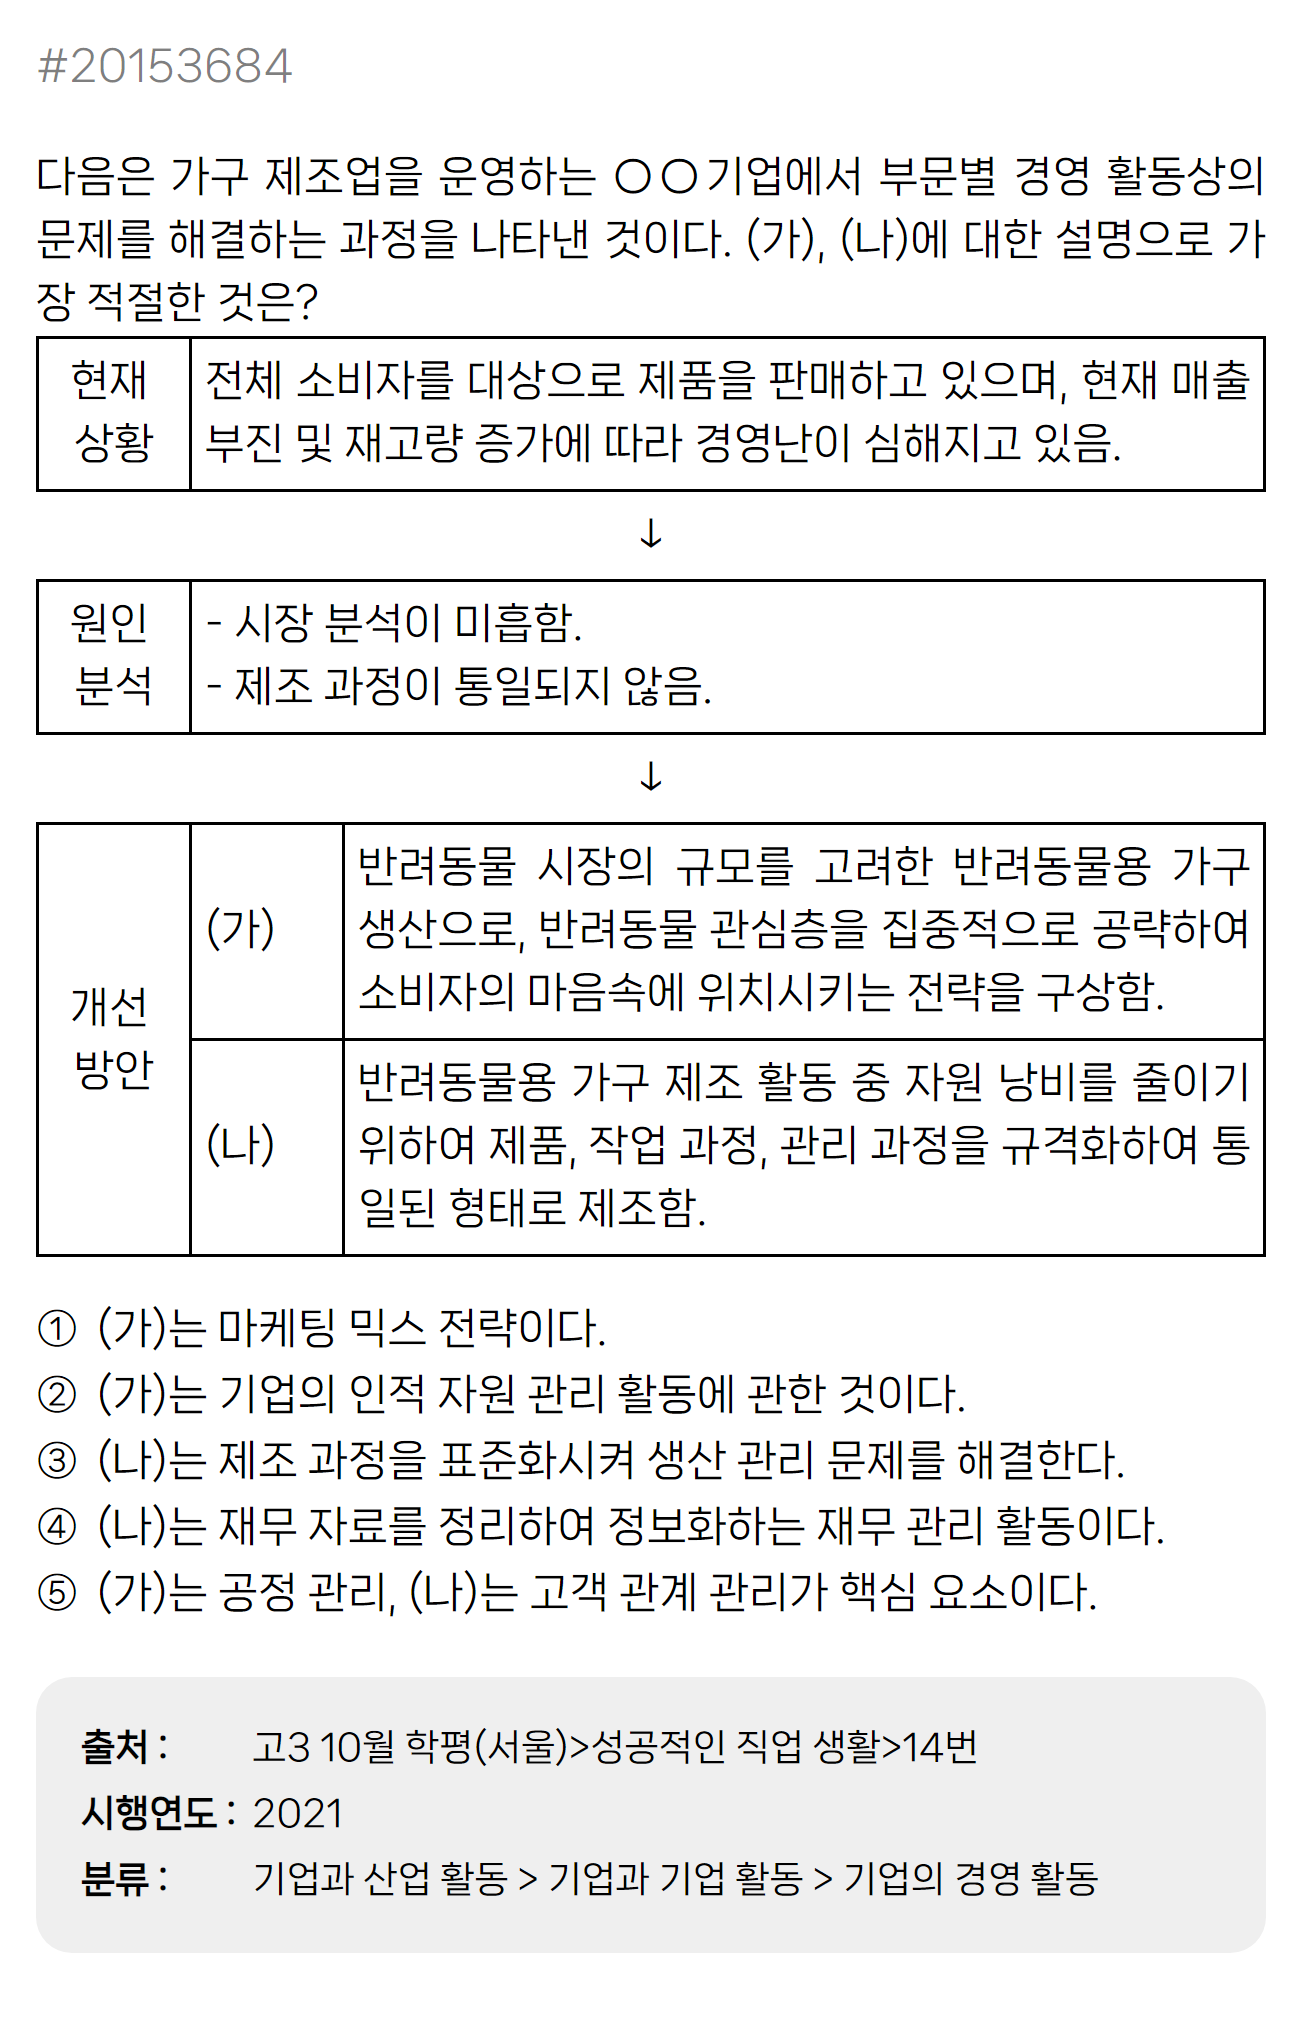 #20153684
다음은 가구 제조업을 운영하는 ○○기업에서 부문별 경영 활동상의
문제를 해결하는 과정을 나타낸 것이다. (가), (나)에 대한 설명으로 가
장 적절한 것은?
현재
상황
전체 소비자를 대상으로 제품을 판매하고 있으며, 현재 매출
부진 및 재고량 증가에 따라 경영난이 심해지고 있음.
↓
원인
분석
- 시장 분석이 미흡함.
- 제조 과정이 통일되지 않음.
↓
개선
방안
(가)
반려동물 시장의 규모를 고려한 반려동물용 가구
생산으로, 반려동물 관심층을 집중적으로 공략하여
소비자의 마음속에 위치시키는 전략을 구상함.
(나)
반려동물용 가구 제조 활동 중 자원 낭비를 줄이기
위하여 제품, 작업 과정, 관리 과정을 규격화하여 통
일된 형태로 제조함.
① (가)는 마케팅 믹스 전략이다.
② (가)는 기업의 인적 자원 관리 활동에 관한 것이다.
③ (나)는 제조 과정을 표준화시켜 생산 관리 문제를 해결한다.
④ (나)는 재무 자료를 정리하여 정보화하는 재무 관리 활동이다.
⑤ (가)는 공정 관리, (나)는 고객 관계 관리가 핵심 요소이다.
출처 : 고3 10월 학평(서울)>성공적인 직업 생활>14번
시행연도 : 2021
분류 : 기업과 산업 활동 > 기업과 기업 활동 > 기업의 경영 활동